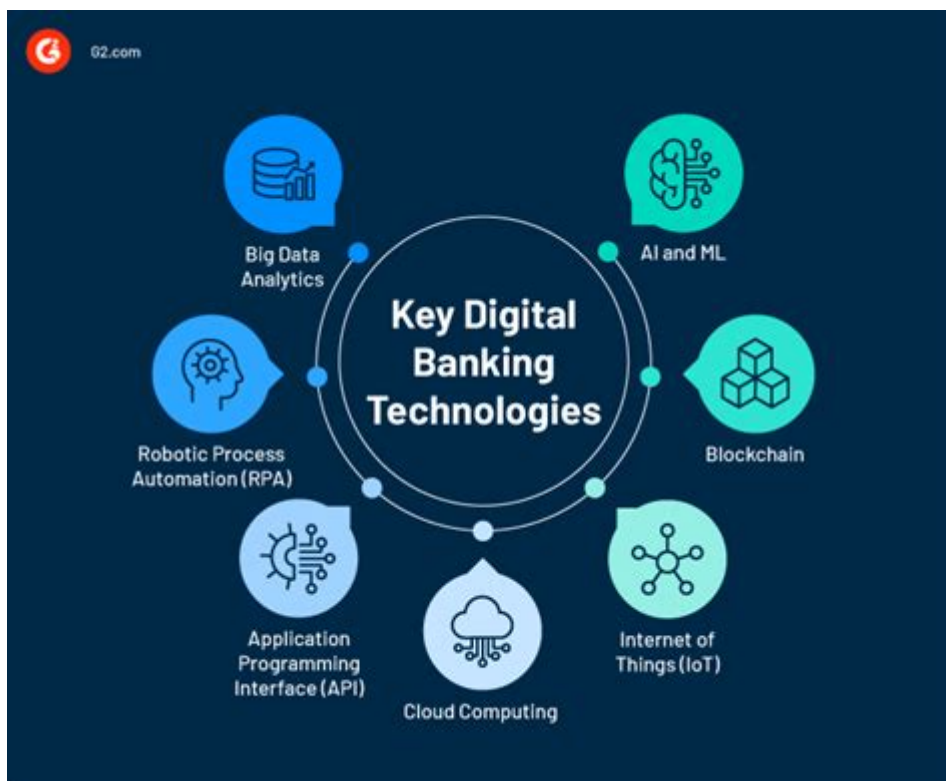 G2.com
Big Data
Analytics
AI and ML
Key Digital
Banking
Technologies
Robotic Process
Automation (RPA)
Blockchain
Application
Programming
Interface (API)
Cloud Computing
Internet of
Things (IoT)